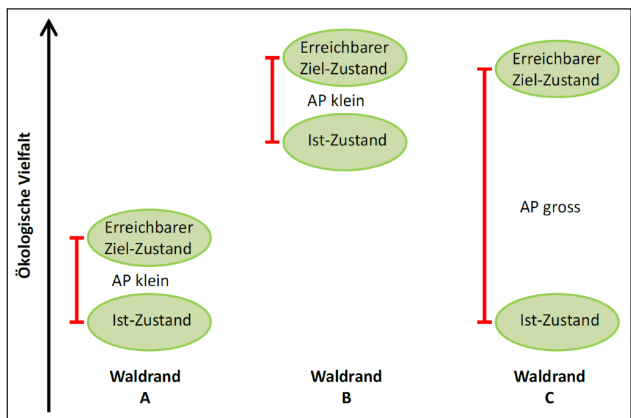 Ökologische Vielfalt
Erreichbarer
Ziel-Zustand
AP klein
Ist-Zustand
Waldrand
A
Erreichbarer
Ziel-Zustand
AP klein
Ist-Zustand
Waldrand
B
Erreichbarer
Ziel-Zustand
AP gross
Ist-Zustand
Waldrand
C